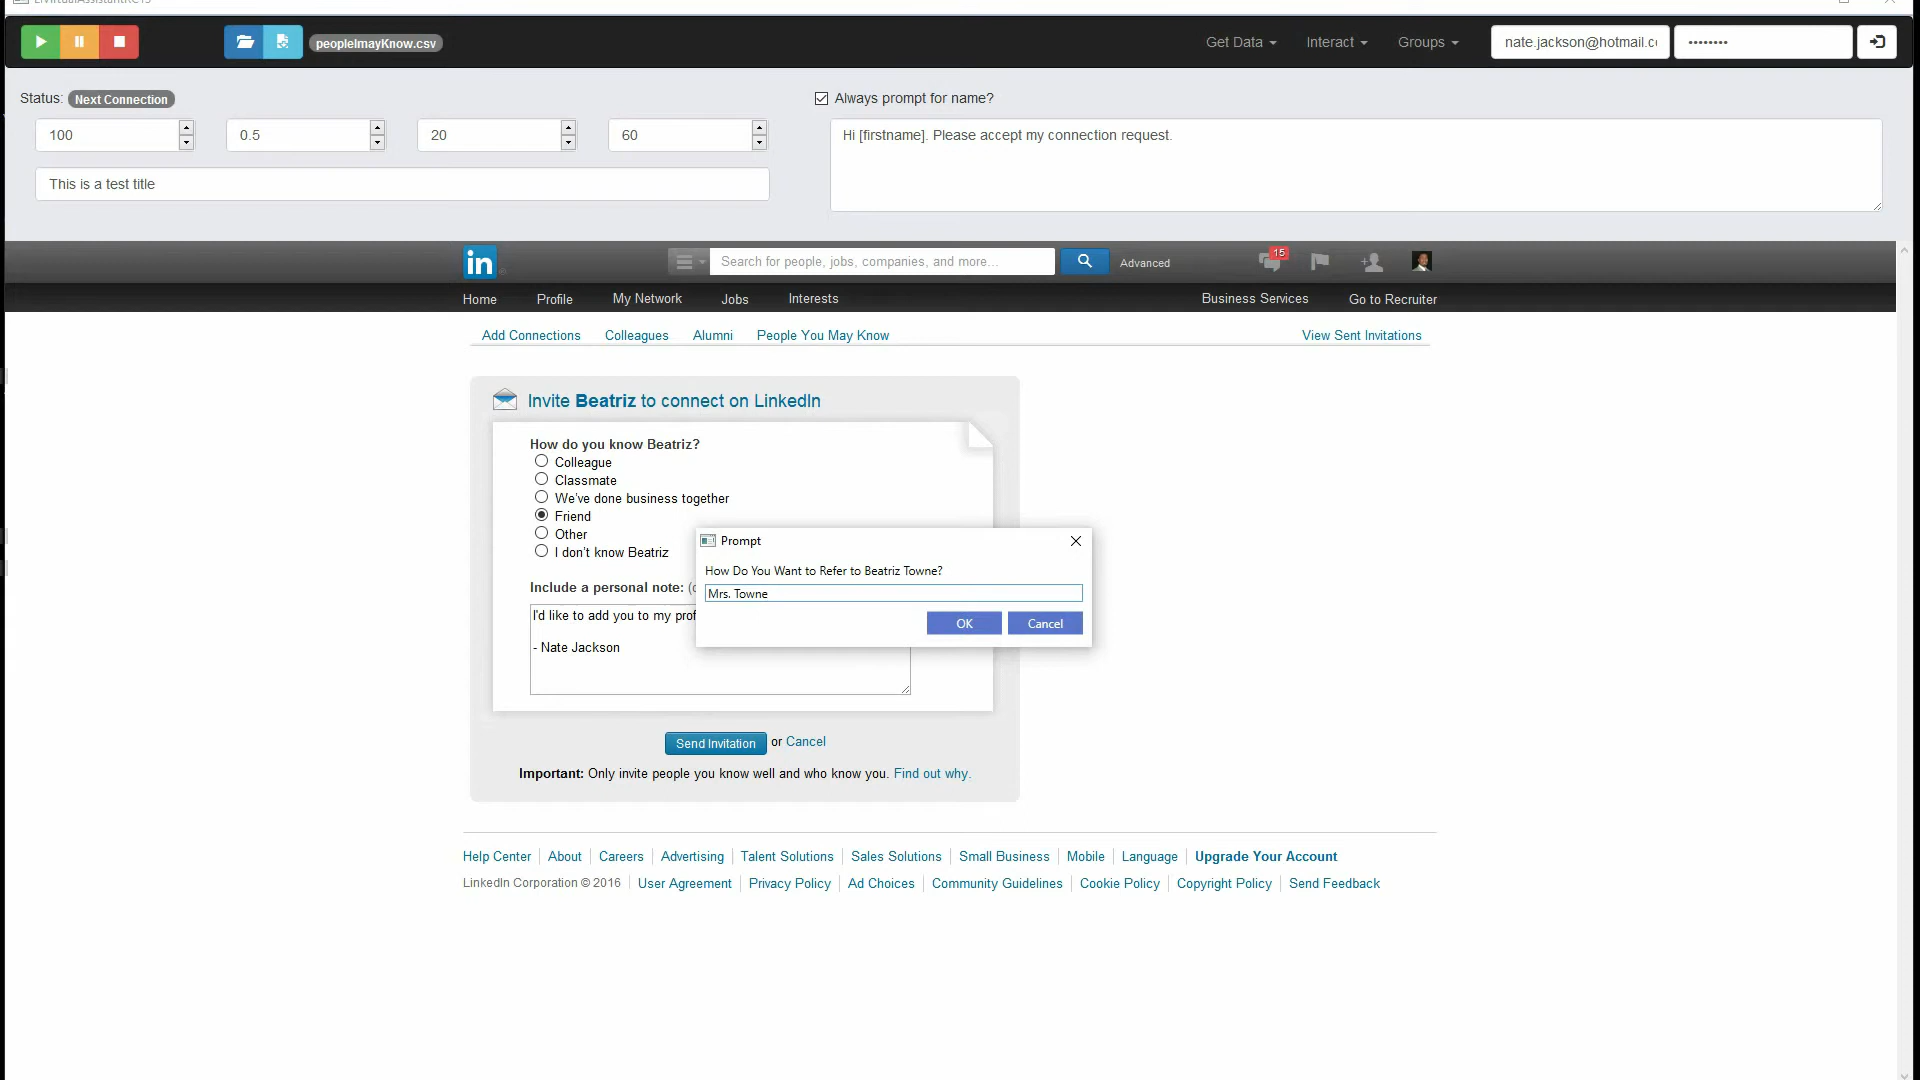 peopleImayKnow.csv
Get Data
Interact
Groups
nate.jackson@hotmail.c
••••••••
Status: Next Connection
Always prompt for name?
100
0.5
20
60
Hi [firstname]. Please accept my connection request.
This is a test title
in
Search for people, jobs, companies, and more...
Advanced
15
Home
Profile
My Network
Jobs
Interests
Business Services
Go to Recruiter
Add Connections
Colleagues
Alumni
People You May Know
View Sent Invitations
Invite Beatriz to connect on LinkedIn
How do you know Beatriz?
Colleague
Classmate
We've done business together
Friend
Other
I don't know Beatriz
Prompt
How Do You Want to Refer to Beatriz Towne?
Mrs. Towne
OK
Cancel
Include a personal note:
I'd like to add you to my
- Nate Jackson
Send Invitation or Cancel
Important: Only invite people you know well and who know you. Find out why.
Help Center
About
Careers
Advertising
Talent Solutions
Sales Solutions
Small Business
Mobile
Language
Upgrade Your Account
LinkedIn Corporation © 2016
User Agreement
Privacy Policy
Ad Choices
Community Guidelines
Cookie Policy
Copyright Policy
Send Feedback